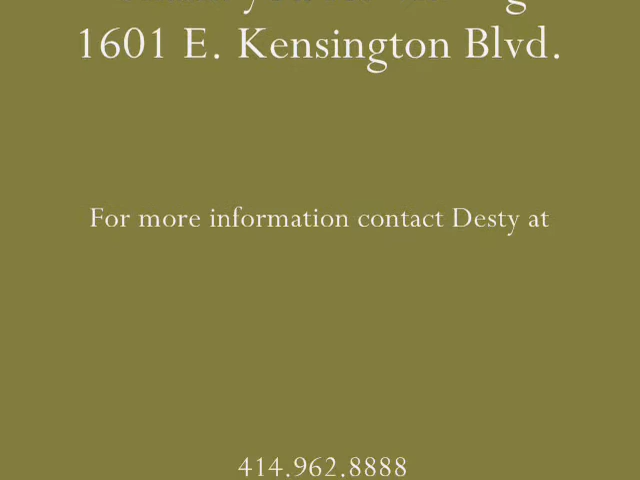 1601 E. Kensington Blvd.
For more information contact Desty at
414.962.8888